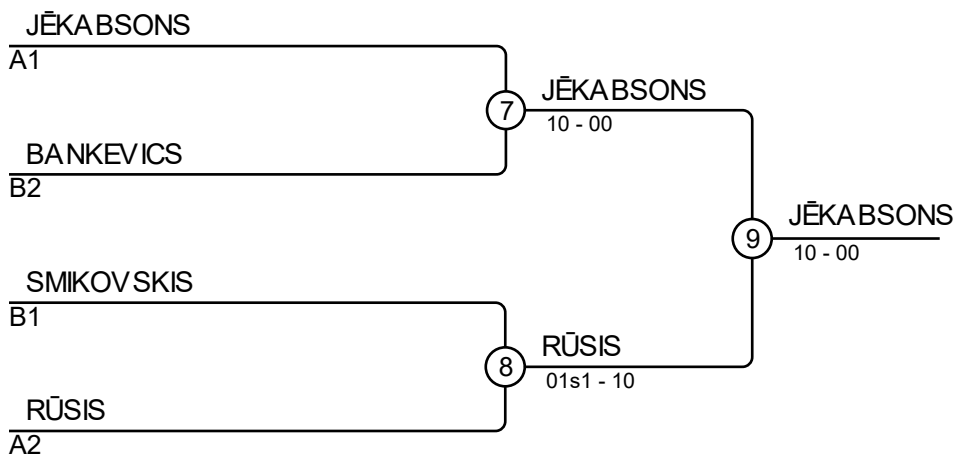 JĒKABSONS
A1
7
JĒKABSONS
10 - 00
BANKEVICS
B2
9
JĒKABSONS
10 - 00
SMIKOVSKIS
B1
8
RŪSIS
01s1 - 10
RŪSIS
A2